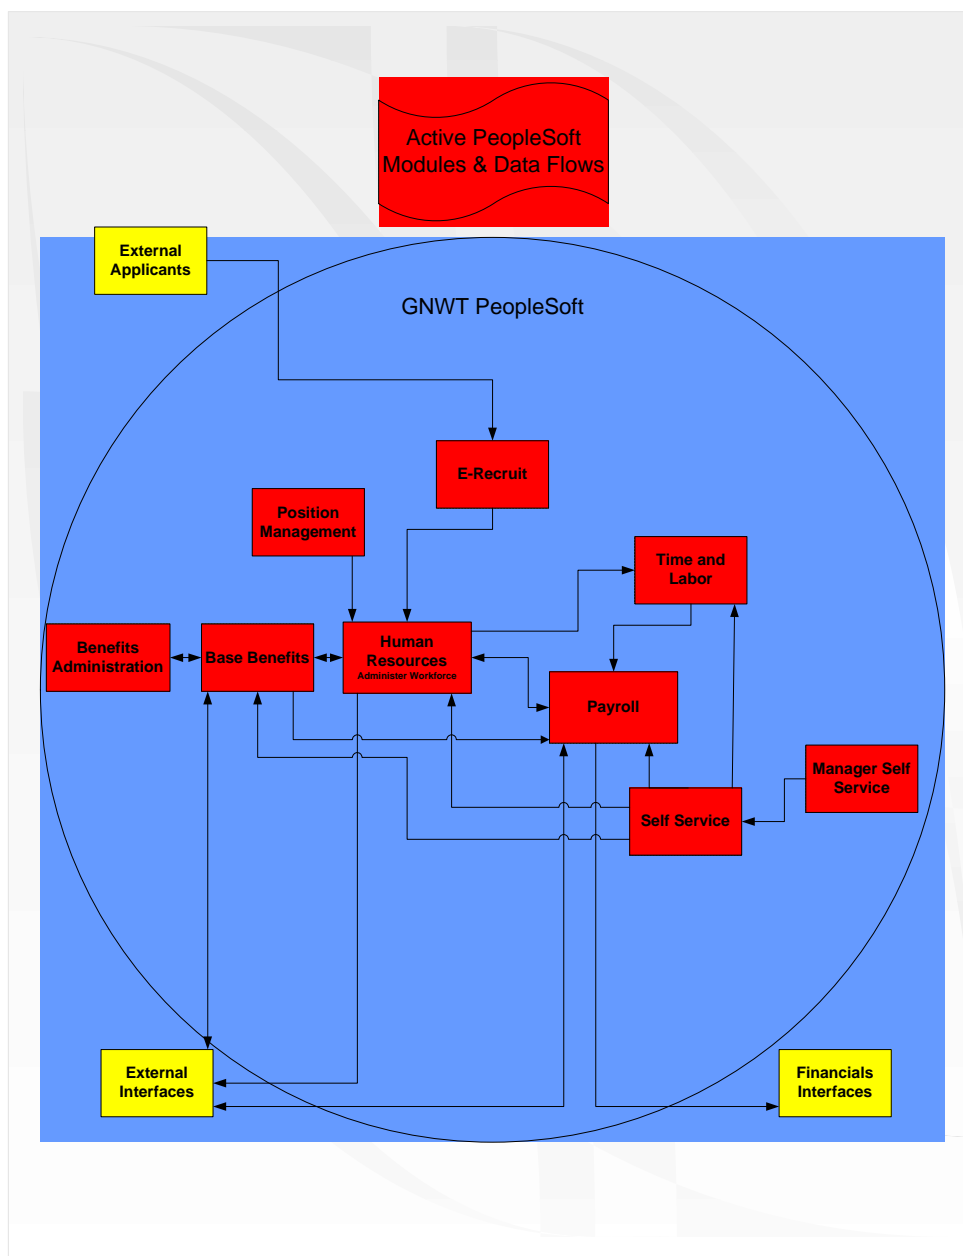 Active PeopleSoft
Modules & Data Flows
External
Applicants
GNWT PeopleSoft
E-Recruit
Position
Management
Time and
Labor
Benefits
Administration
Base Benefits
Human
Resources
Administer Workforce
Payroll
Manager Self
Service
Self Service
External
Interfaces
Financials
Interfaces